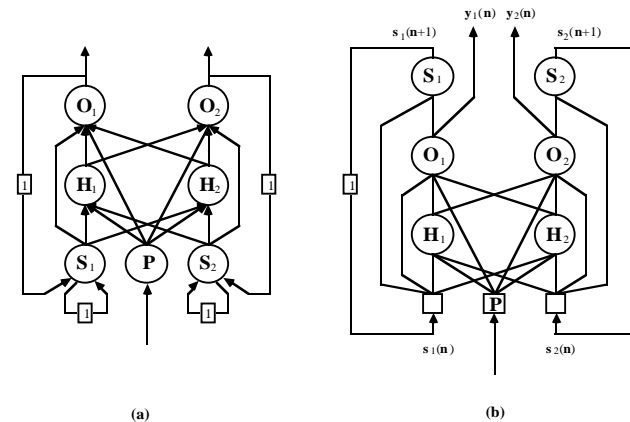 y₁(n) y₂(n)
s₁(n+1) s₂(n+1)
S₁ S₂
O₁ O₂
O₁ O₂
1 1
H₁ H₂
1
H₁ H₂
S₁ P S₂
P
1 1
s₁(n) s₂(n)
(a)
(b)